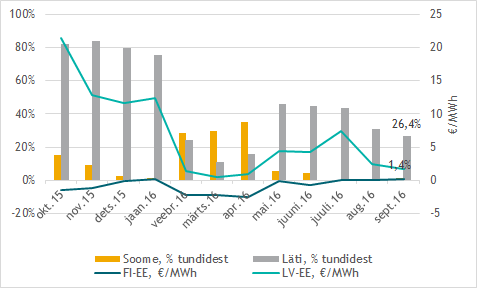 100%
80%
60%
40%
20%
0%
-20%
25
20
15
10
5
0
-5
€/MWh
26,4%
1,4%
okt.15
nov.15
dets.15
jaan.16
veebr.16
märts.16
apr.16
mai.16
juuni.16
juuli.16
aug.16
sept.16
Soome, % tundidest
Läti, % tundidest
FI-EE, €/MWh
LV-EE, €/MWh